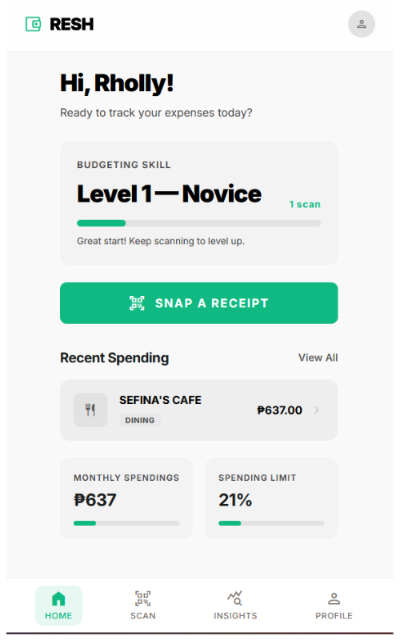 RESH
Hi, Rholly!
Ready to track your expenses today?
BUDGETING SKILL
Level 1 — Novice
1 scan
Great start! Keep scanning to level up.
SNAP A RECEIPT
Recent Spending
View All
SEFINA'S CAFE
₱637.00
DINING
MONTHLY SPENDINGS
₱637
SPENDING LIMIT
21%
HOME
SCAN
INSIGHTS
PROFILE